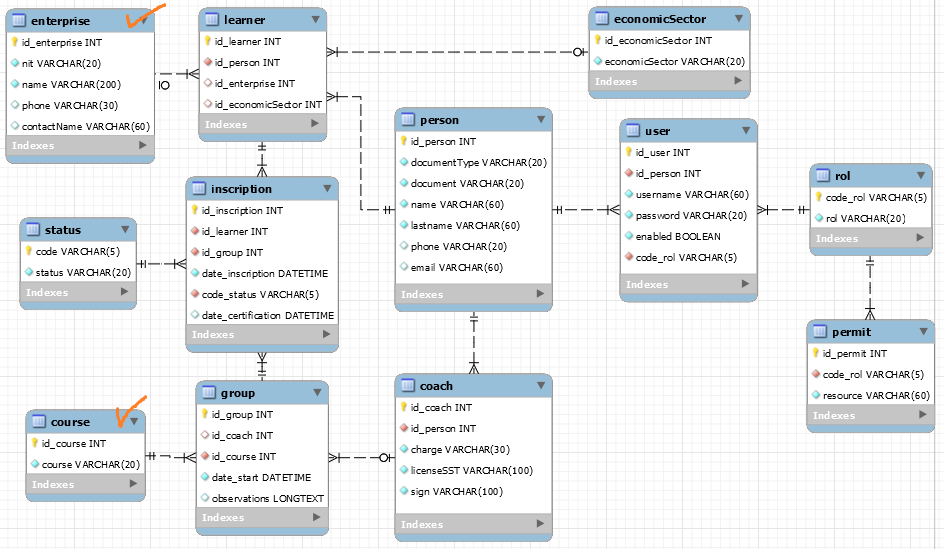 enterprise
id_enterprise INT
nit VARCHAR(20)
name VARCHAR(200)
phone VARCHAR(30)
contactName VARCHAR(60)
Indexes
learner
id_learner INT
id_person INT
id_enterprise INT
id_economicSector INT
Indexes
economicSector
id_economicSector INT
economicSector VARCHAR(20)
Indexes
person
id_person INT
documentType VARCHAR(20)
document VARCHAR(20)
name VARCHAR(60)
lastname VARCHAR(60)
phone VARCHAR(20)
email VARCHAR(60)
Indexes
user
id_user INT
id_person INT
username VARCHAR(60)
password VARCHAR(20)
enabled BOOLEAN
code_rol VARCHAR(5)
Indexes
rol
code_rol VARCHAR(5)
rol VARCHAR(20)
Indexes
inscription
id_inscription INT
id_learner INT
id_group INT
date_inscription DATETIME
code_status VARCHAR(5)
date_certification DATETIME
Indexes
status
code VARCHAR(5)
status VARCHAR(20)
Indexes
permit
id_permit INT
code_rol VARCHAR(5)
resource VARCHAR(60)
Indexes
course
id_course INT
course VARCHAR(20)
Indexes
group
id_group INT
id_coach INT
id_course INT
date_start DATETIME
observations LONGTEXT
Indexes
coach
id_coach INT
id_person INT
charge VARCHAR(30)
licenseSST VARCHAR(100)
sign VARCHAR(100)
Indexes